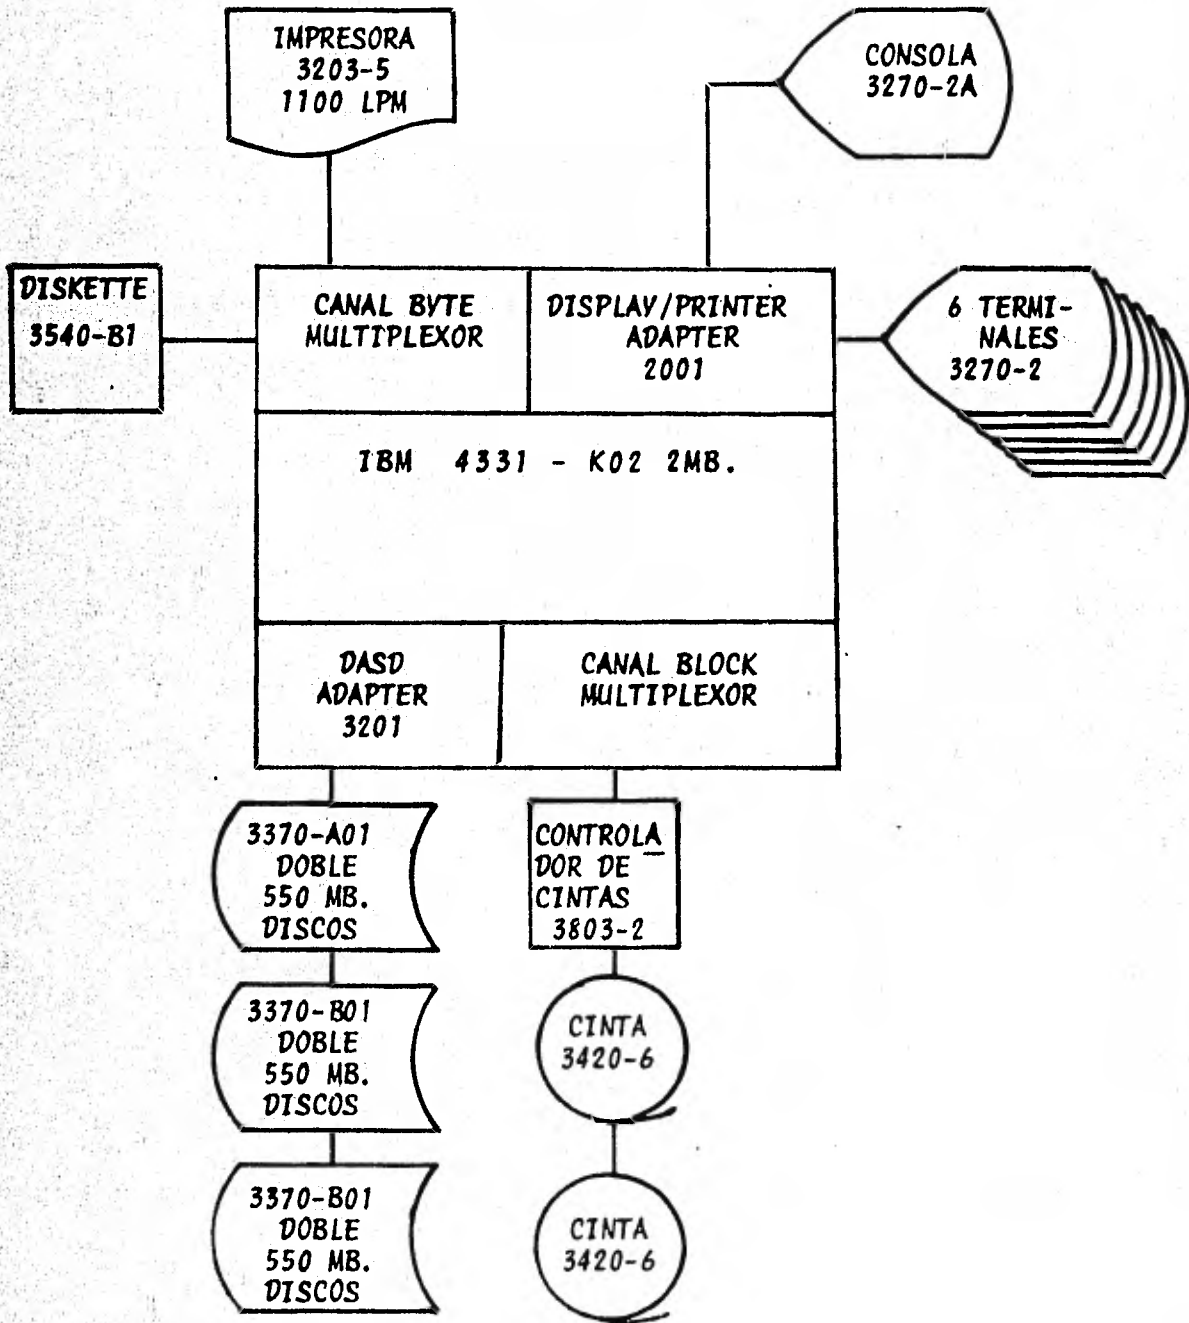 IMPRESORA
3203-5
1100 LPM
CONSOLA
3270-2A
DISKETTE
3540-B1
CANAL BYTE
MULTIPLEXOR
DISPLAY/PRINTER
ADAPTER
2001
6 TERMI-
NALES
3270-2
IBM 4331 - K02 2MB.
DASD
ADAPTER
3201
CANAL BLOCK
MULTIPLEXOR
3370-A01
DOBLE
550 MB.
DISCOS
CONTROLA
DOR DE
CINTAS
3803-2
3370-B01
DOBLE
550 MB.
DISCOS
CINTA
3420-6
3370-B01
DOBLE
550 MB.
DISCOS
CINTA
3420-6